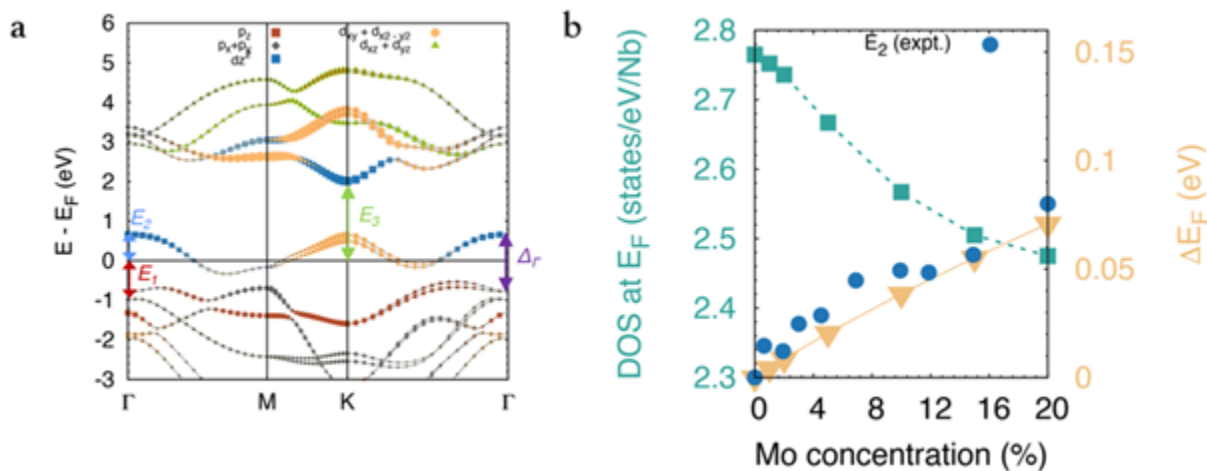 a
6
5
4
3
2
1
0
-1
-2
-3
E - E_F (eV)
p_z
p_x+p_y
dz²
d_xy + d_x2-y2
d_xz + d_yz
E_2
E_1
E_3
Δ_Γ
Γ M K Γ
b
2.8
2.7
2.6
2.5
2.4
2.3
DOS at E_F (states/eV/Nb)
E_2 (expt.)
0.15
0.1
0.05
0
ΔE_F (eV)
0 4 8 12 16 20
Mo concentration (%)